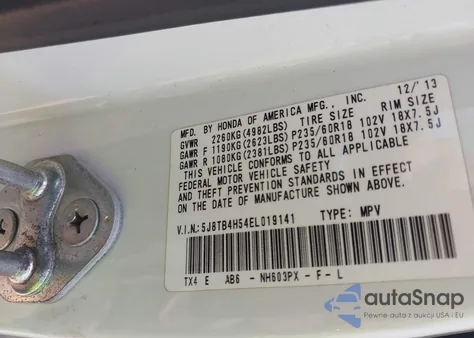 MFD. BY HONDA OF AMERICA MFG., INC. 12/'13
GVWR 2260KG(4982LBS) TIRE SIZE RIM SIZE
GAWR F 1190KG(2623LBS) P235/60R18 102V 18X7.5J
GAWR R 1080KG(2381LBS) P235/60R18 102V 18X7.5J
THIS VEHICLE CONFORMS TO ALL APPLICABLE
FEDERAL MOTOR VEHICLE SAFETY STANDARDS IN EFFECT
ON THE DATE OF MANUFACTURE SHOWN ABOVE.
V.I.N.:5J8TB4H54EL019141 TYPE: MPV
TX4 E AB6 - NH603PX - F - L
autoSnap
Pewne auta z aukcji USA i EU